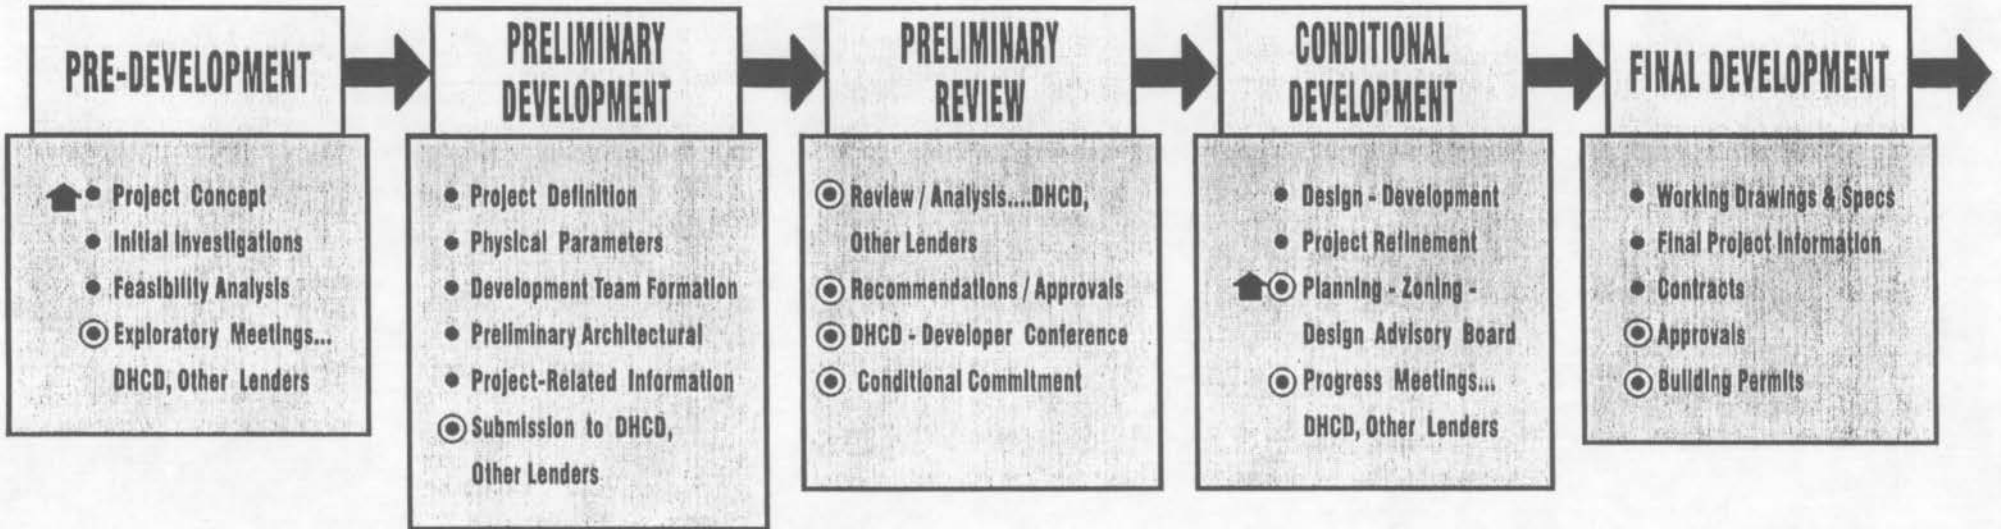 PRE-DEVELOPMENT
Project Concept
Initial Investigations
Feasibility Analysis
Exploratory Meetings...
DHCD, Other Lenders
PRELIMINARY
DEVELOPMENT
Project Definition
Physical Parameters
Development Team Formation
Preliminary Architectural
Project-Related Information
Submission to DHCD,
Other Lenders
PRELIMINARY
REVIEW
Review / Analysis....DHCD,
Other Lenders
Recommendations / Approvals
DHCD - Developer Conference
Conditional Commitment
CONDITIONAL
DEVELOPMENT
Design - Development
Project Refinement
Planning - Zoning -
Design Advisory Board
Progress Meetings...
DHCD, Other Lenders
FINAL DEVELOPMENT
Working Drawings & Specs
Final Project Information
Contracts
Approvals
Building Permits